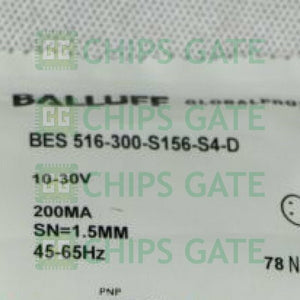 CHIPS GATE
BALLUFF GLOBALPRO
BES 516-300-S156-S4-D
10-30V
CHIPS GATE
200MA
SN=1.5MM
45-65Hz
CHIPS GATE
78 N
PNP